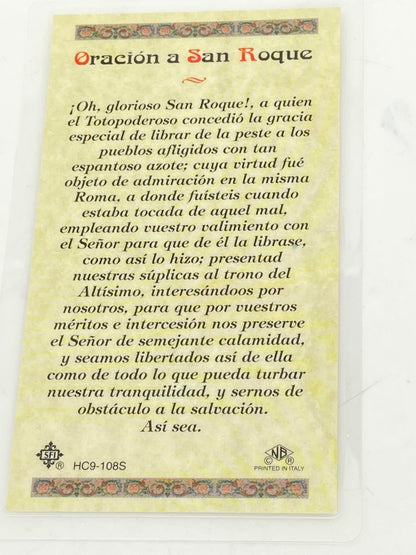 Oración a San Roque
¡Oh, glorioso San Roque!, a quien
el Totopoderoso concedió la gracia
especial de librar de la peste a los
pueblos afligidos con tan
espantoso azote; cuya virtud fué
objeto de admiración en la misma
Roma, a donde fuísteis cuando
estaba tocada de aquel mal,
empleando vuestro valimiento con
el Señor para que de él la librase,
como así lo hizo; presentad
nuestras súplicas al trono del
Altísimo, interesándoos por
nosotros, para que por vuestros
méritos e intercesión nos preserve
el Señor de semejante calamidad,
y seamos libertados así de ella
como de todo lo que pueda turbar
nuestra tranquilidad, y sernos de
obstáculo a la salvación.
Así sea.
SFI ® HC9-108S
© NB ®
PRINTED IN ITALY